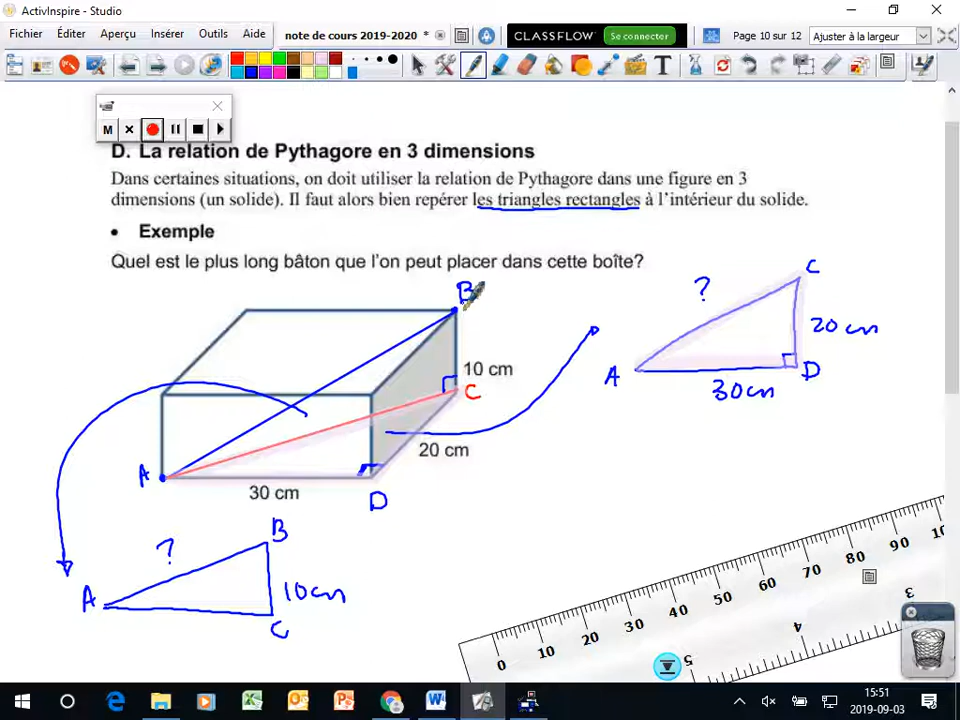 ActivInspire - Studio
Fichier Éditer Aperçu Insérer Outils Aide
note de cours 2019-2020 *
CLASSFLOW
Se connecter
Page 10 sur 12
Ajuster à la largeur
M
D. La relation de Pythagore en 3 dimensions
Dans certaines situations, on doit utiliser la relation de Pythagore dans une figure en 3
dimensions (un solide). Il faut alors bien repérer les triangles rectangles à l'intérieur du solide.
• Exemple
Quel est le plus long bâton que l'on peut placer dans cette boîte?
B
10 cm
C
20 cm
A
30 cm
D
?
C
20 cm
A
D
30 cm
?
B
A
10 cm
C
0 10 20 30 40 50 60 70 80 90 10
5 4 3
15:51
2019-09-03